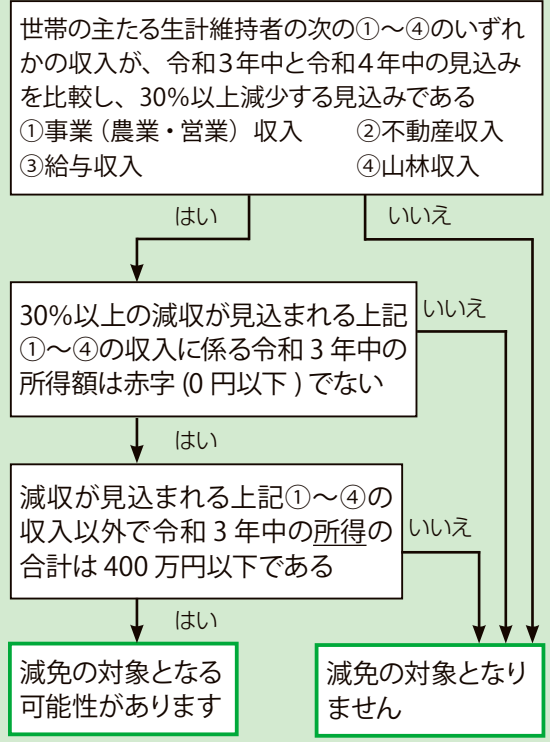 世帯の主たる生計維持者の次の①～④のいずれ
かの収入が、令和３年中と令和４年中の見込み
を比較し、30％以上減少する見込みである
①事業（農業・営業）収入　②不動産収入
③給与収入　④山林収入
はい　いいえ
30％以上の減収が見込まれる上記
①～④の収入に係る令和 3 年中の
所得額は赤字 (0 円以下 ) でない
いいえ
はい
減収が見込まれる上記①～④の
収入以外で令和 3 年中の所得の
合計は 400 万円以下である
いいえ
はい
減免の対象となる
可能性があります
減免の対象となり
ません